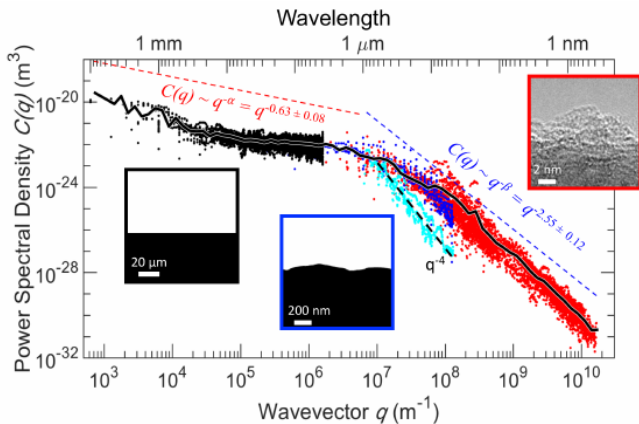 Wavelength
1 mm 1 μm 1 nm
Power Spectral Density C(q) (m³)
10⁻²⁰
10⁻²⁴
10⁻²⁸
10⁻³²
C(q) ~ q^-α = q^-0.63 ± 0.08
C(q) ~ q^-β = q^-2.55 ± 0.12
2 nm
20 μm
200 nm
q⁻⁴
10³ 10⁴ 10⁵ 10⁶ 10⁷ 10⁸ 10⁹ 10¹⁰
Wavevector q (m⁻¹)